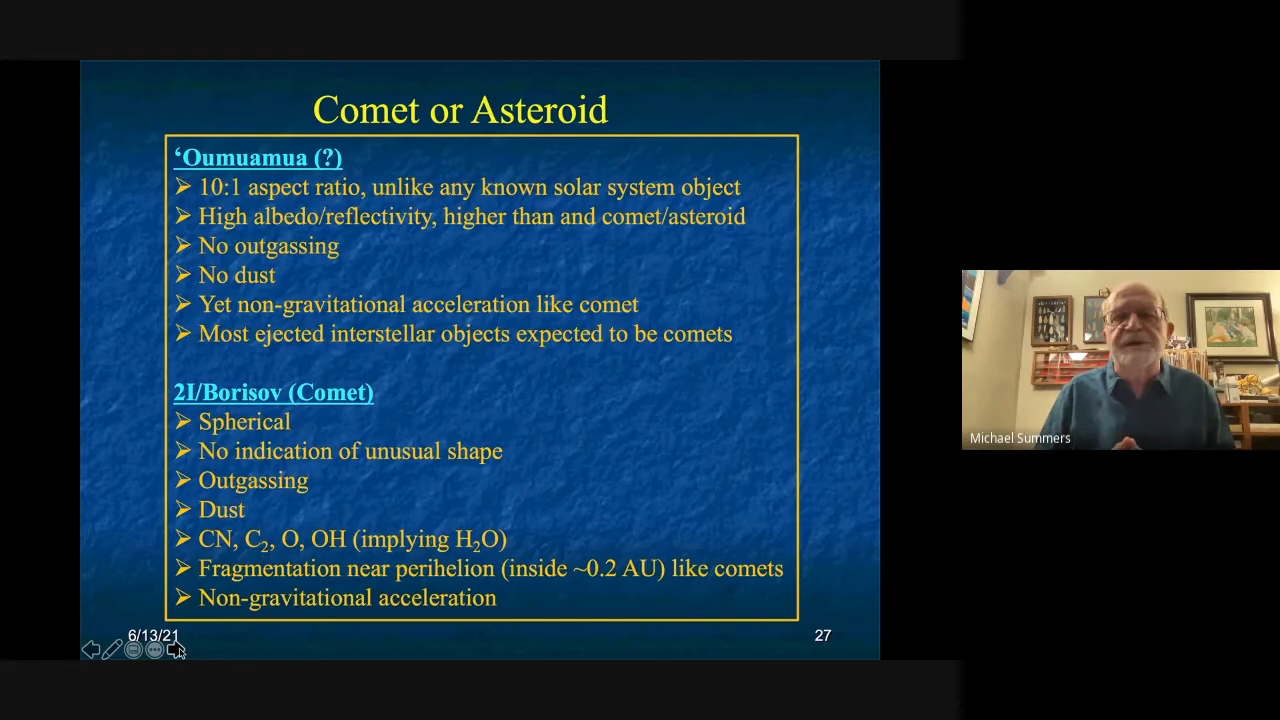 Comet or Asteroid
‘Oumuamua (?)
➢ 10:1 aspect ratio, unlike any known solar system object
➢ High albedo/reflectivity, higher than and comet/asteroid
➢ No outgassing
➢ No dust
➢ Yet non-gravitational acceleration like comet
➢ Most ejected interstellar objects expected to be comets
2I/Borisov (Comet)
➢ Spherical
➢ No indication of unusual shape
➢ Outgassing
➢ Dust
➢ CN, C₂, O, OH (implying H₂O)
➢ Fragmentation near perihelion (inside ~0.2 AU) like comets
➢ Non-gravitational acceleration
6/13/21
27
Michael Summers